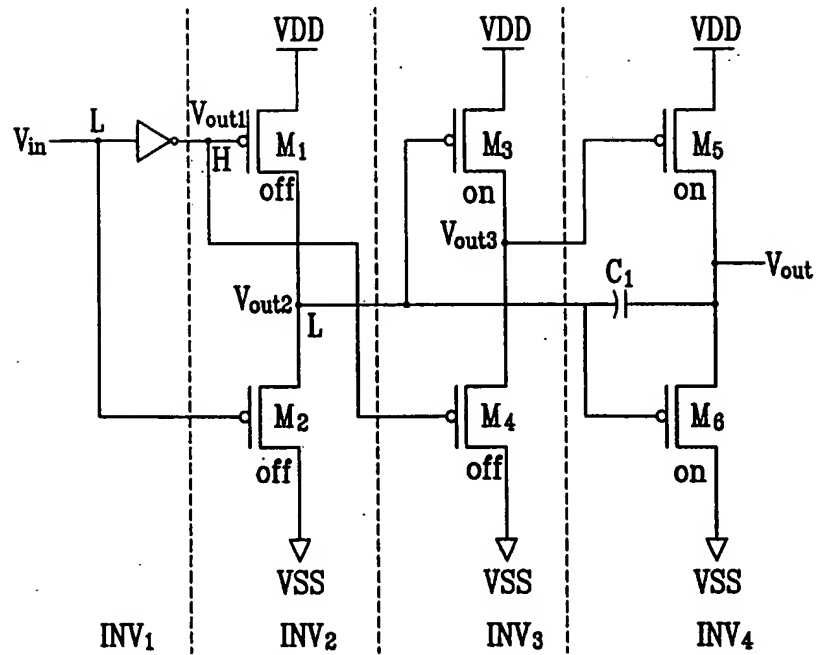 VDD VDD VDD
Vin L Vout1 H M1 off
M3 on
M5 on
Vout3
Vout
C1
Vout2 L
M2 off
M4 off
M6 on
VSS VSS VSS
INV1 INV2 INV3 INV4